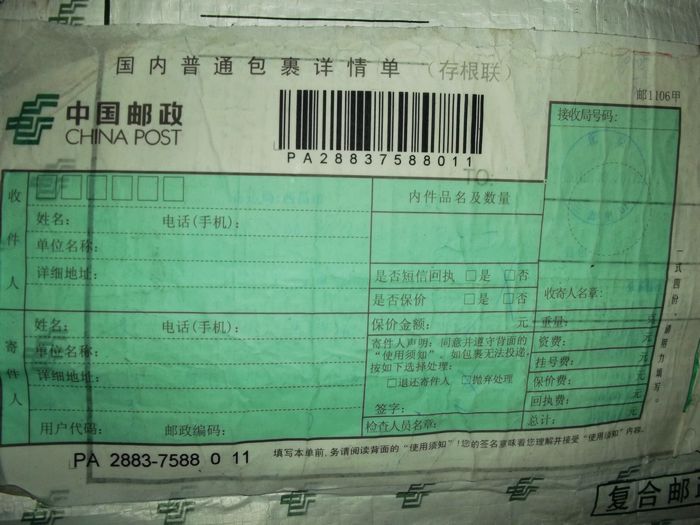 国内普通包裹详情单（存根联）
邮1106甲
中国邮政
CHINA POST
PA28837588011
接收局号码：
TO:
收件人
姓名： 电话(手机)：
单位名称：
详细地址：
内件品名及数量
是否短信回执 □是 □否
是否保价 □是 □否
收寄人名章：
寄件人
姓名： 电话(手机)：
单位名称：
详细地址：
用户代码： 邮政编码：
保价金额： 元
寄件人声明：同意并遵守背面的
“使用须知”，如包裹无法投递，
按如下选择处理：
□退还寄件人 □抛弃处理
签字：
检查人员名章：
重量：
资费： 元
挂号费： 元
保价费： 元
回执费： 元
总计： 元
一式四份，请用力填写。
PA 2883-7588 0 11
填写本单前,务请阅读背面的“使用须知”!您的签名意味着您理解并接受“使用须知”内容.
复合邮